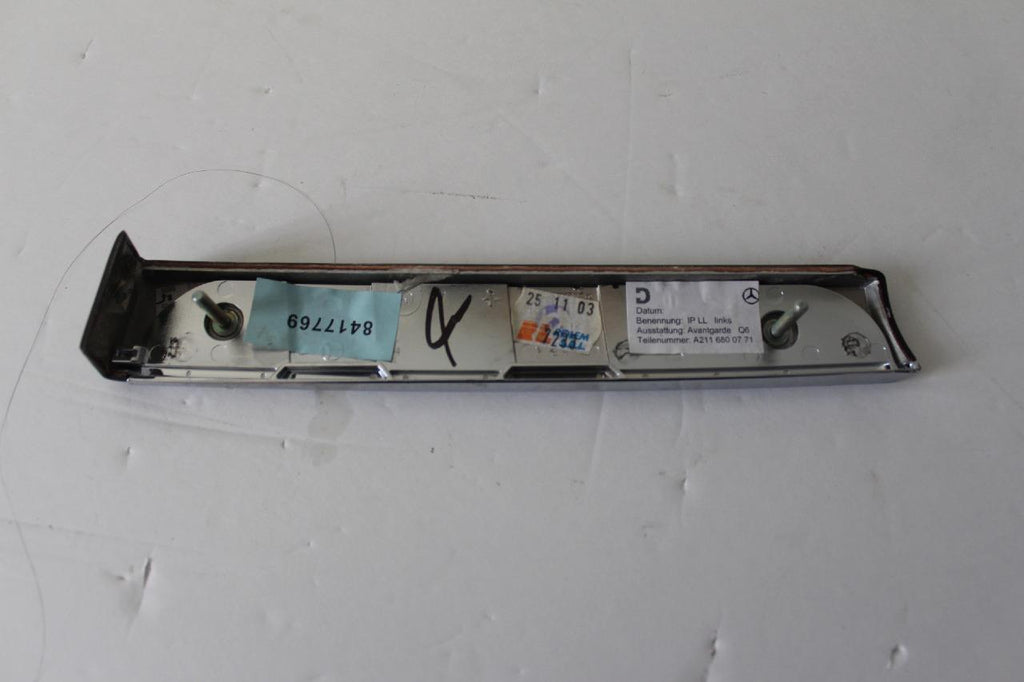 8417769
25 11 03
D
Datum:
Benennung: IP LL links
Ausstattung: Avantgarde Q6
Teilenummer: A211 680 07 71